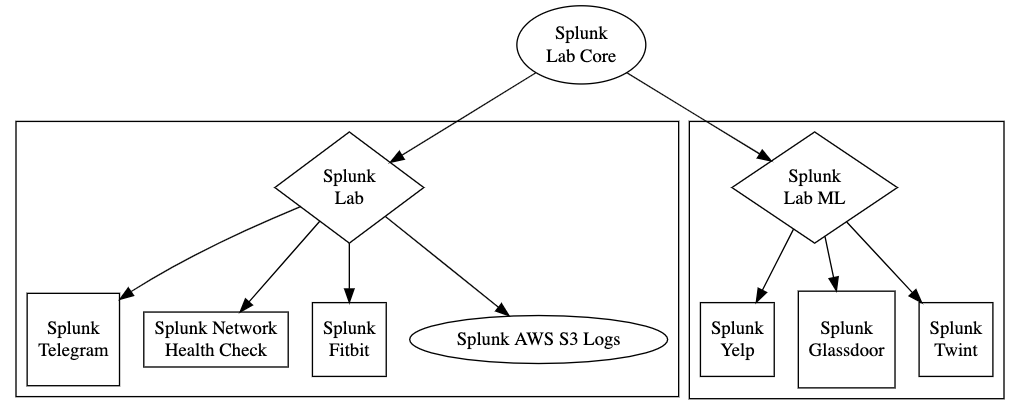 Splunk
Lab Core
Splunk
Lab
Splunk
Lab ML
Splunk
Telegram
Splunk Network
Health Check
Splunk
Fitbit
Splunk AWS S3 Logs
Splunk
Yelp
Splunk
Glassdoor
Splunk
Twint